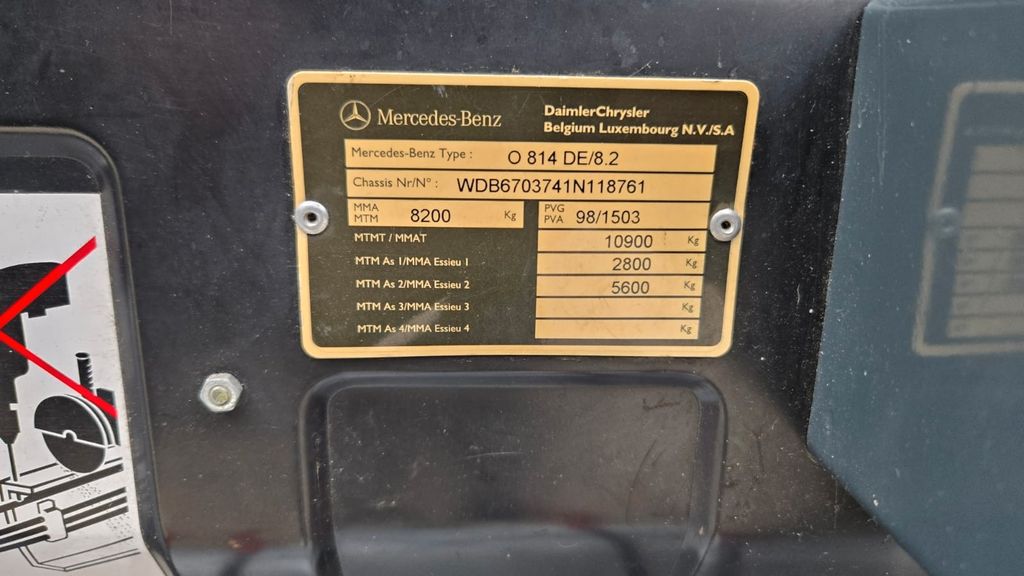 Mercedes-Benz
DaimlerChrysler
Belgium Luxembourg N.V./S.A
Mercedes-Benz Type : O 814 DE/8.2
Chassis Nr/N° : WDB6703741N118761
MMA
MTM 8200 Kg
PVG
PVA 98/1503
MTMT / MMAT 10900 Kg
MTM As 1/MMA Essieu 1 2800 Kg
MTM As 2/MMA Essieu 2 5600 Kg
MTM As 3/MMA Essieu 3 Kg
MTM As 4/MMA Essieu 4 Kg